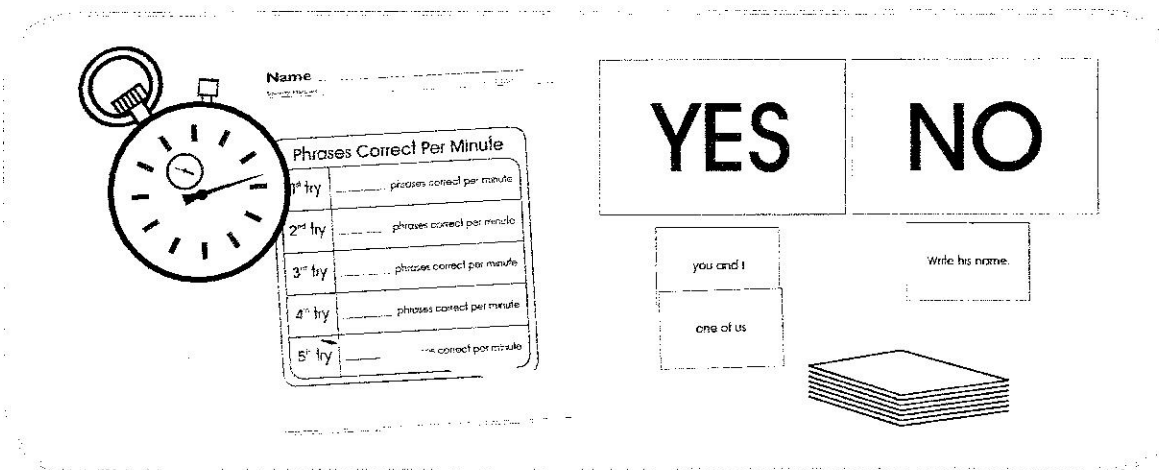 Name
Phrases Correct Per Minute
1st try phrases correct per minute
2nd try phrases correct per minute
3rd try phrases correct per minute
4th try phrases correct per minute
5th try correct per minute
YES
NO
you and I
Write his name.
one of us